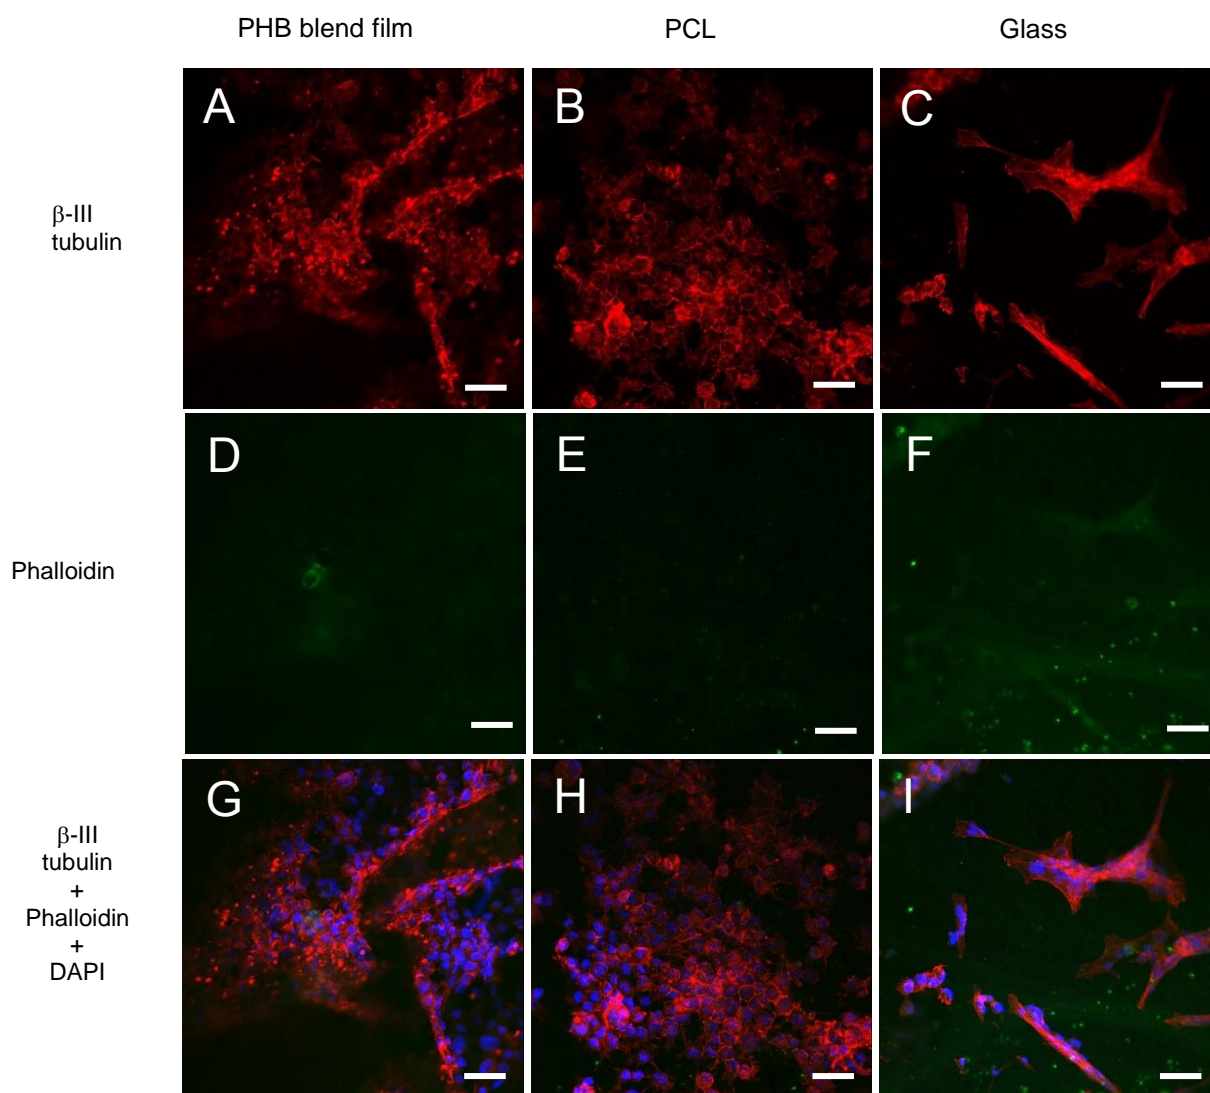 PHB blend film
PCL
Glass
A
B
C
β-III
tubulin
D
E
F
Phalloidin
G
H
I
β-III
tubulin
+
Phalloidin
+
DAPI